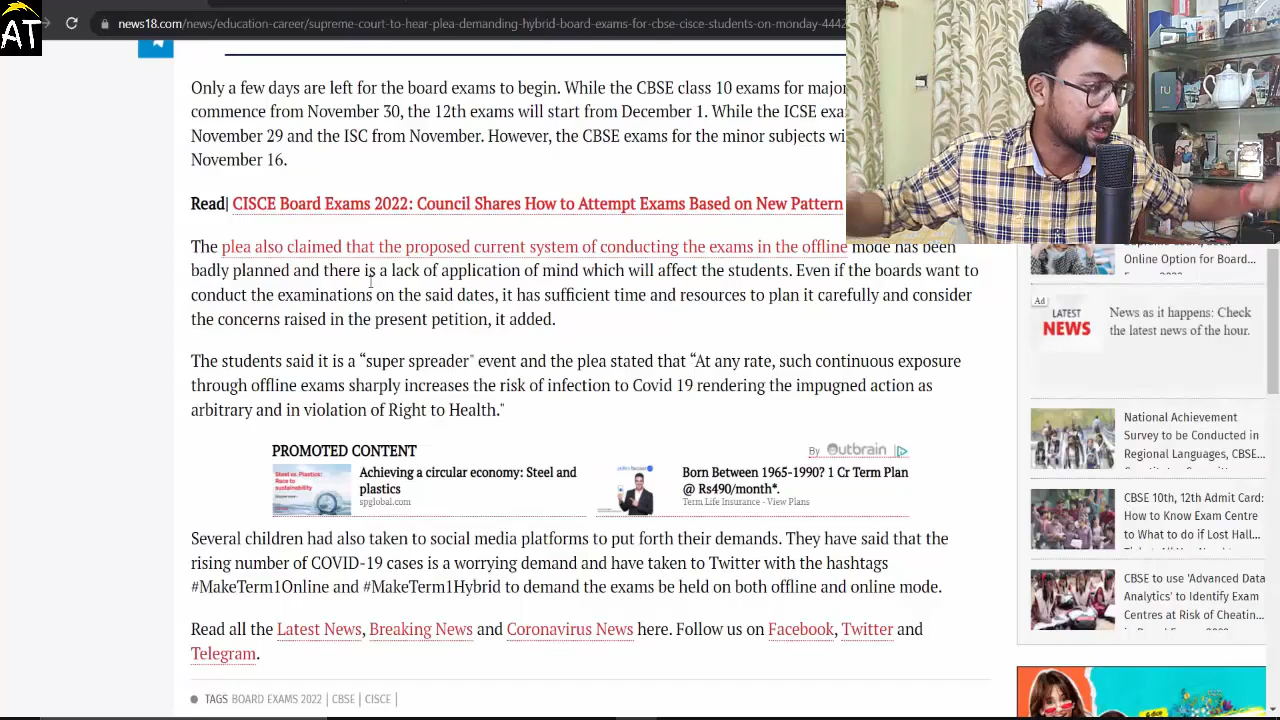 AT
news18.com/news/education-career/supreme-court-to-hear-plea-demanding-hybrid-board-exams-for-cbse-cisce-students-on-monday-444
Only a few days are left for the board exams to begin. While the CBSE class 10 exams for major
commence from November 30, the 12th exams will start from December 1. While the ICSE exa
November 29 and the ISC from November. However, the CBSE exams for the minor subjects wi
November 16.
Read| CISCE Board Exams 2022: Council Shares How to Attempt Exams Based on New Pattern
The plea also claimed that the proposed current system of conducting the exams in the offline mode has been
badly planned and there is a lack of application of mind which will affect the students. Even if the boards want to
conduct the examinations on the said dates, it has sufficient time and resources to plan it carefully and consider
the concerns raised in the present petition, it added.
The students said it is a “super spreader" event and the plea stated that “At any rate, such continuous exposure
through offline exams sharply increases the risk of infection to Covid 19 rendering the impugned action as
arbitrary and in violation of Right to Health."
PROMOTED CONTENT
By Outbrain
Steel vs. Plastics:
Race to
sustainability
Achieving a circular economy: Steel and
plastics
spglobal.com
Born between 1965-1990? 1 Cr Term Plan
@ Rs490/month*.
Term Life Insurance - View Plans
Several children had also taken to social media platforms to put forth their demands. They have said that the
rising number of COVID-19 cases is a worrying demand and have taken to Twitter with the hashtags
#MakeTerm1Online and #MakeTerm1Hybrid to demand the exams be held on both offline and online mode.
Read all the Latest News, Breaking News and Coronavirus News here. Follow us on Facebook, Twitter and
Telegram.
TAGS BOARD EXAMS 2022 | CBSE | CISCE |
Online Option for Board
Ad
LATEST
NEWS
News as it happens: Check
the latest news of the hour.
National Achievement
Survey to be Conducted in
Regional Languages, CBSE
CBSE 10th, 12th Admit Card:
How to Know Exam Centre
to What to do if Lost Hall
CBSE to use 'Advanced Data
Analytics' to Identify Exam
Centres at Risk of Cheatin